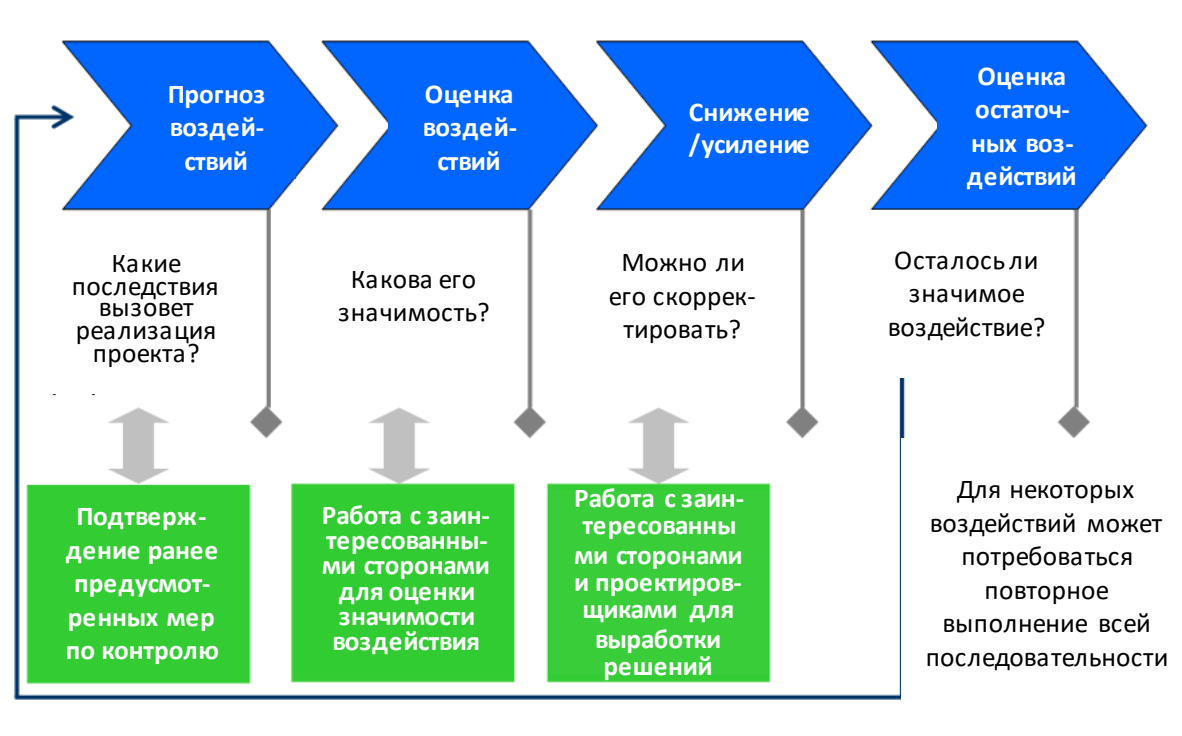 Прогноз
воздей-
ствий
Оценка
воздей-
ствий
Снижение
/усиление
Оценка
остаточ-
ных воз-
действий
Какие
последствия
вызовет
реализация
проекта?
Какова его
значимость?
Можно ли
его скоррек-
тировать?
Осталось ли
значимое
воздействие?
Подтверж-
дение ранее
предусмот-
ренных мер
по контролю
Работа с заин-
тересованны-
ми сторонами
для оценки
значимости
воздействия
Работа с заин-
тересованны
ми сторонами
и проектиров-
щиками для
выработки
решений
Для некоторых
воздействий может
потребоваться
повторное
выполнение всей
последовательности